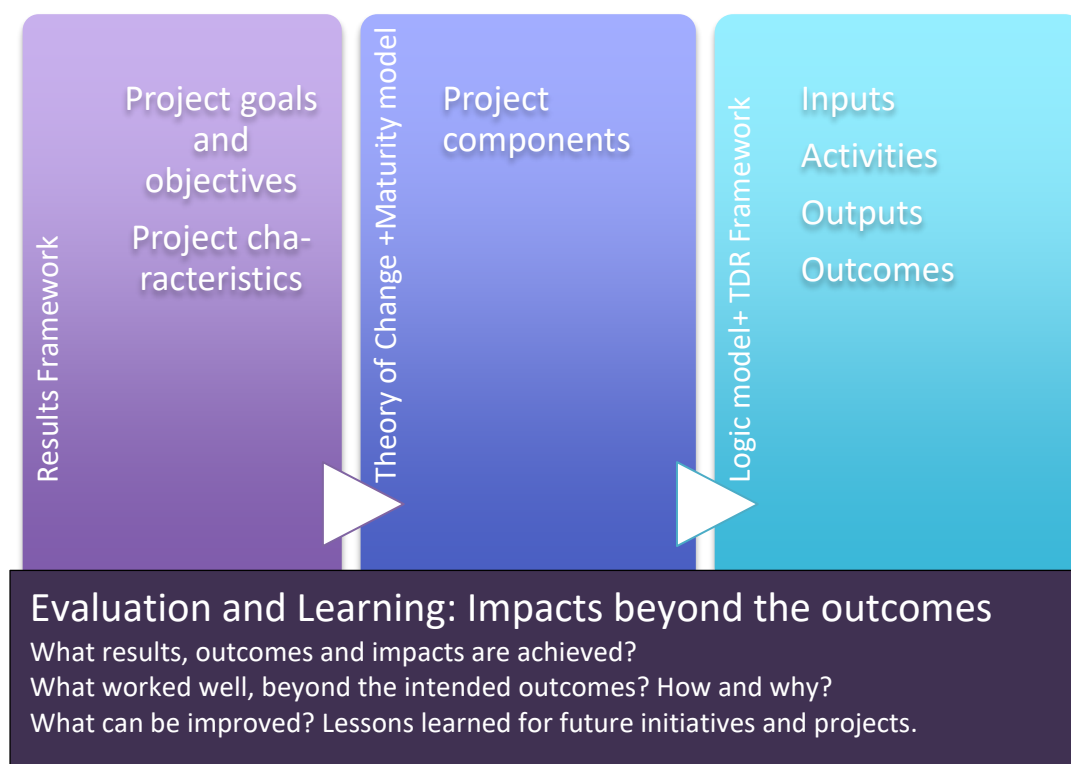 Results Framework
Project goals
and
objectives
Project cha-
racteristics
Theory of Change +Maturity model
Project
components
Logic model+ TDR Framework
Inputs
Activities
Outputs
Outcomes
Evaluation and Learning: Impacts beyond the outcomes
What results, outcomes and impacts are achieved?
What worked well, beyond the intended outcomes? How and why?
What can be improved? Lessons learned for future initiatives and projects.